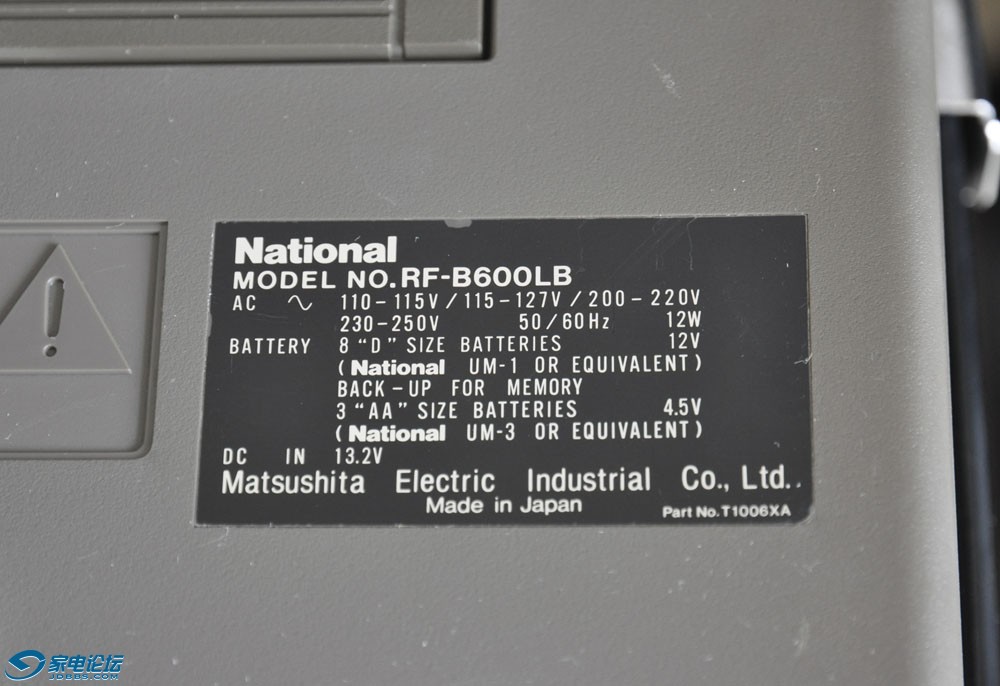 National
MODEL NO. RF-B600LB
AC ∿ 110-115V/115-127V/200-220V
230-250V 50/60Hz 12W
BATTERY 8 "D" SIZE BATTERIES 12V
(National UM-1 OR EQUIVALENT)
BACK-UP FOR MEMORY
3 "AA" SIZE BATTERIES 4.5V
(National UM-3 OR EQUIVALENT)
DC IN 13.2V
Matsushita Electric Industrial Co., Ltd.
Made in Japan
Part No. T1006XA
家电论坛
JDBBS.COM